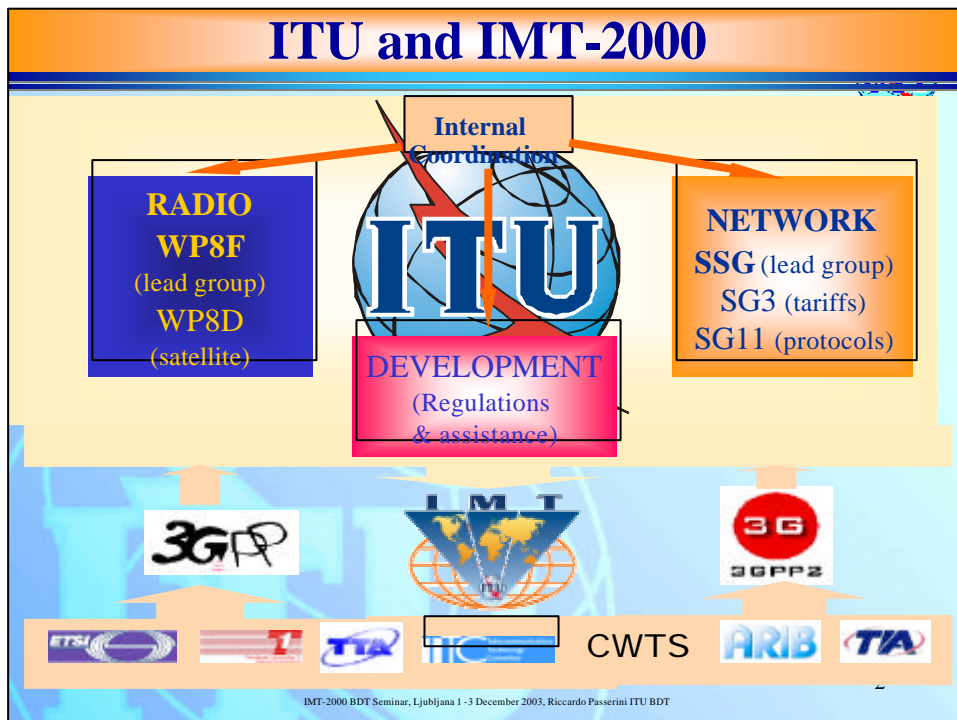 ITU and IMT-2000
Internal
Coordination
RADIO
WP8F
(lead group)
WP8D
(satellite)
ITU
NETWORK
SSG (lead group)
SG3 (tariffs)
SG11 (protocols)
DEVELOPMENT
(Regulations
& assistance)
3GPP
IMT
3G
3GPP2
ETSI
T1
TTA
TTC
CWTS
ARIB
TIA
2
IMT-2000 BDT Seminar, Ljubljana 1 -3 December 2003, Riccardo Passerini ITU BDT